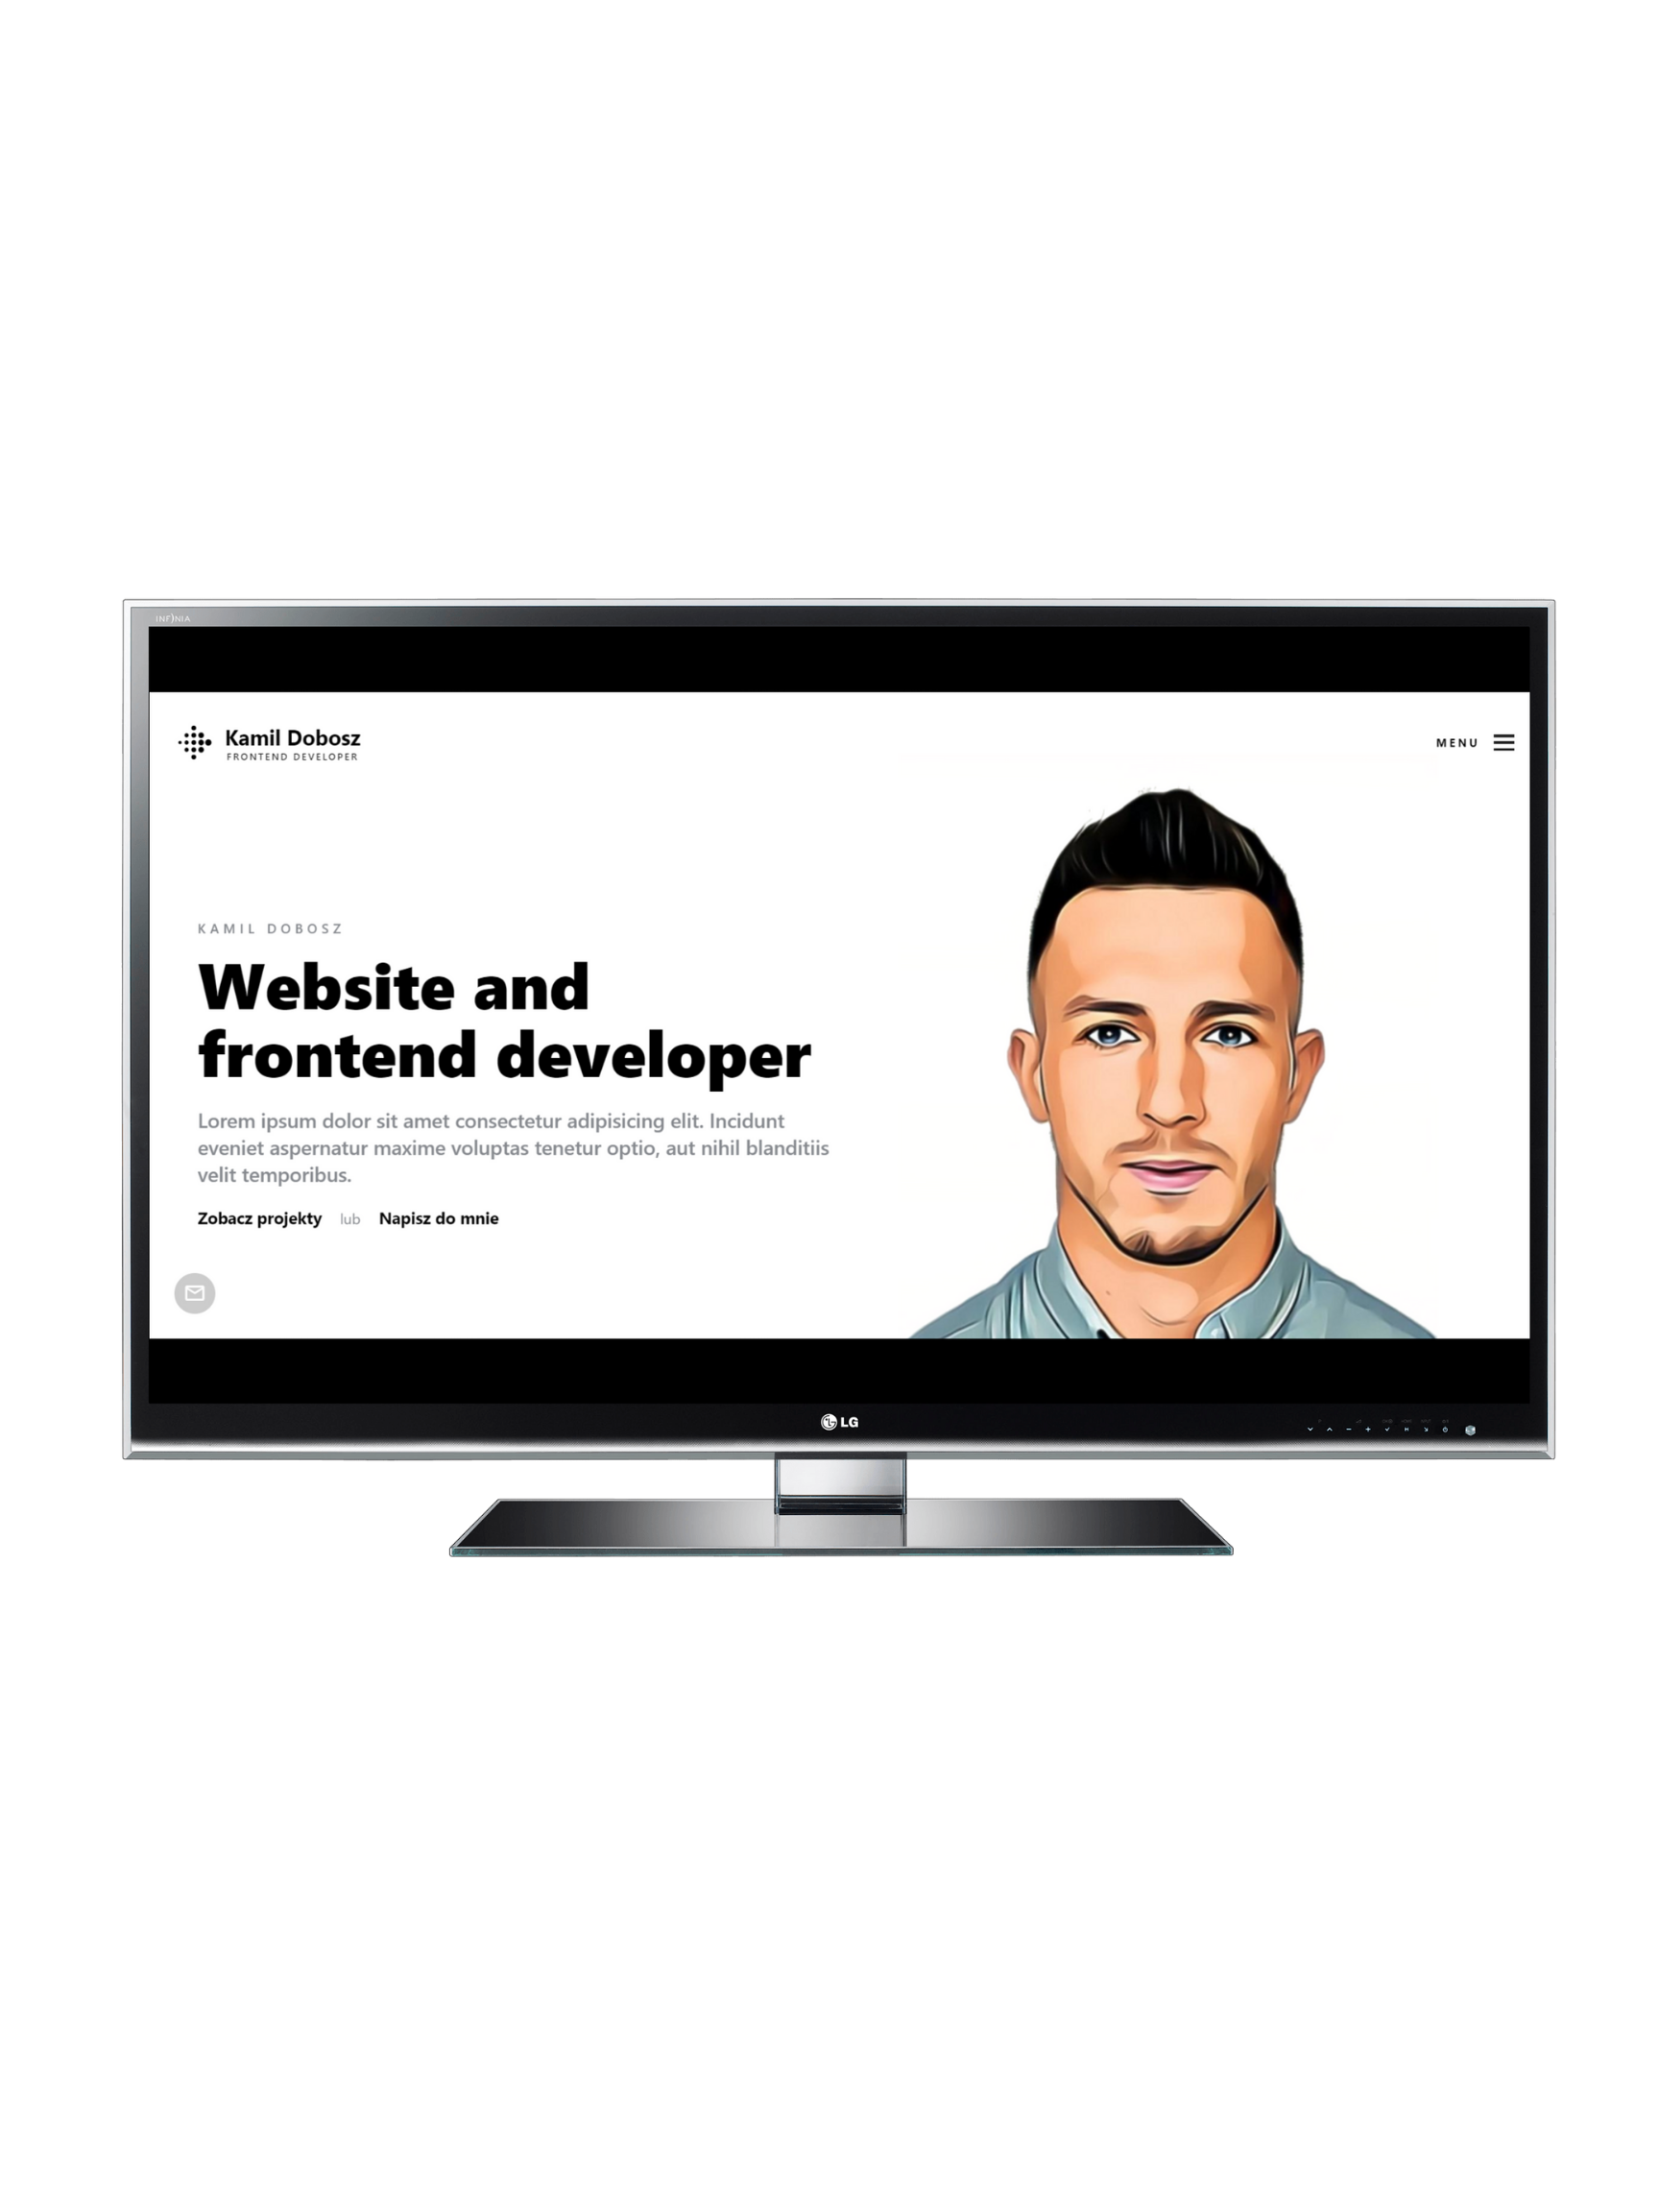 INFINIA
Kamil Dobosz
FRONTEND DEVELOPER
MENU
KAMIL DOBOSZ
Website and
frontend developer
Lorem ipsum dolor sit amet consectetur adipisicing elit. Incidunt
eveniet aspernatur maxime voluptas tenetur optio, aut nihil blanditiis
velit temporibus.
Zobacz projekty lub Napisz do mnie
LG